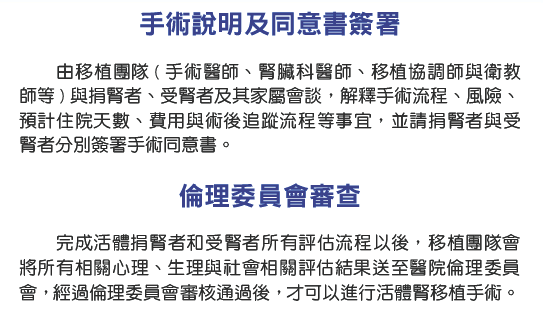 手術說明及同意書簽署
由移植團隊（手術醫師、腎臟科醫師、移植協調師與衛教
師等）與捐腎者、受腎者及其家屬會談，解釋手術流程、風險、
預計住院天數、費用與術後追蹤流程等事宜，並請捐腎者與受
腎者分別簽署手術同意書。
倫理委員會審查
完成活體捐腎者和受腎者所有評估流程以後，移植團隊會
將所有相關心理、生理與社會相關評估結果送至醫院倫理委員
會，經過倫理委員會審核通過後，才可以進行活體腎移植手術。